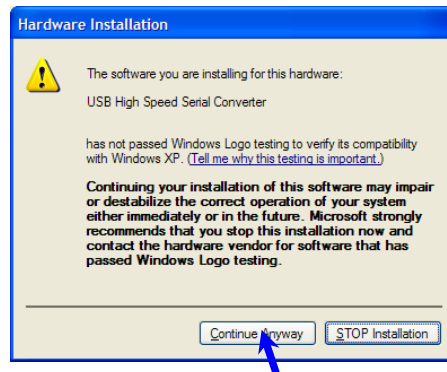 Hardware Installation
The software you are installing for this hardware:
USB High Speed Serial Converter
has not passed Windows Logo testing to verify its compatibility
with Windows XP. (Tell me why this testing is important.)
Continuing your installation of this software may impair
or destabilize the correct operation of your system
either immediately or in the future. Microsoft strongly
recommends that you stop this installation now and
contact the hardware vendor for software that has
passed Windows Logo testing.
Continue Anyway STOP Installation